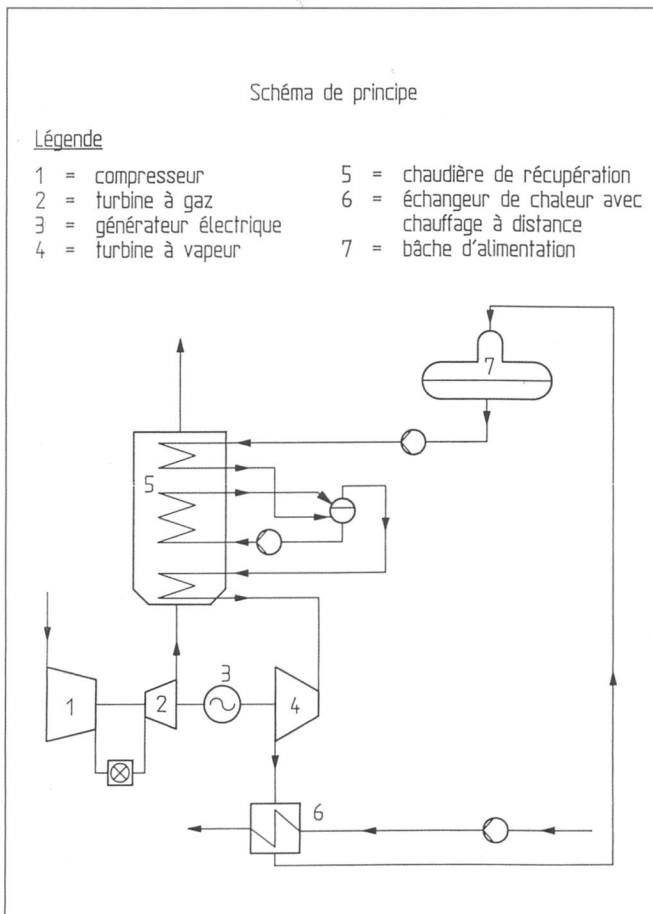 Schéma de principe
Légende
1 = compresseur
2 = turbine à gaz
3 = générateur électrique
4 = turbine à vapeur
5 = chaudière de récupération
6 = échangeur de chaleur avec
chauffage à distance
7 = bâche d'alimentation
7
5
3
1
2
4
6